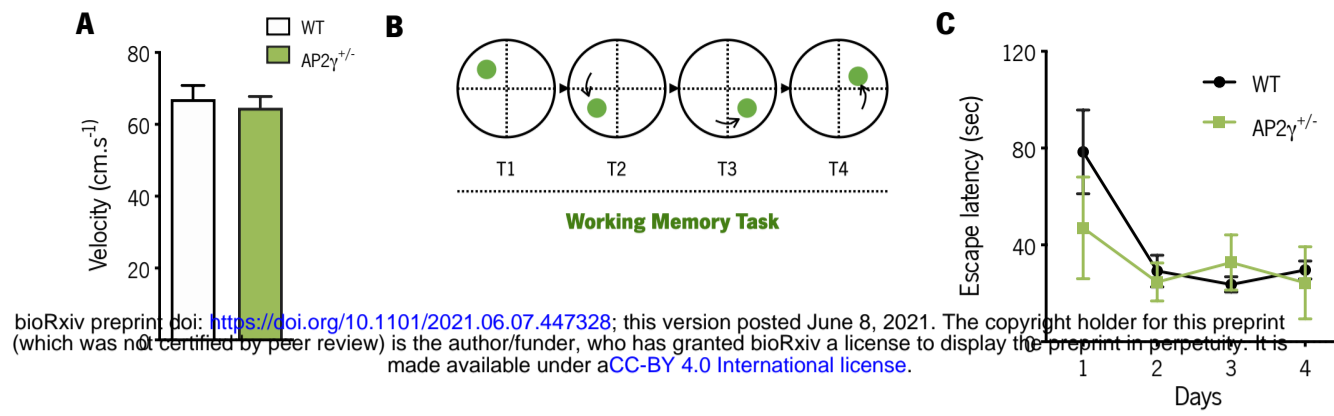 A
WT
AP2γ+/-
80
60
40
20
0
Velocity (cm.s-1)
B
T1 T2 T3 T4
Working Memory Task
C
120
80
40
0
Escape latency (sec)
WT
AP2γ+/-
1 2 3 4
Days
bioRxiv preprint doi: https://doi.org/10.1101/2021.06.07.447328; this version posted June 8, 2021. The copyright holder for this preprint
(which was not certified by peer review) is the author/funder, who has granted bioRxiv a license to display the preprint in perpetuity. It is
made available under aCC-BY 4.0 International license.